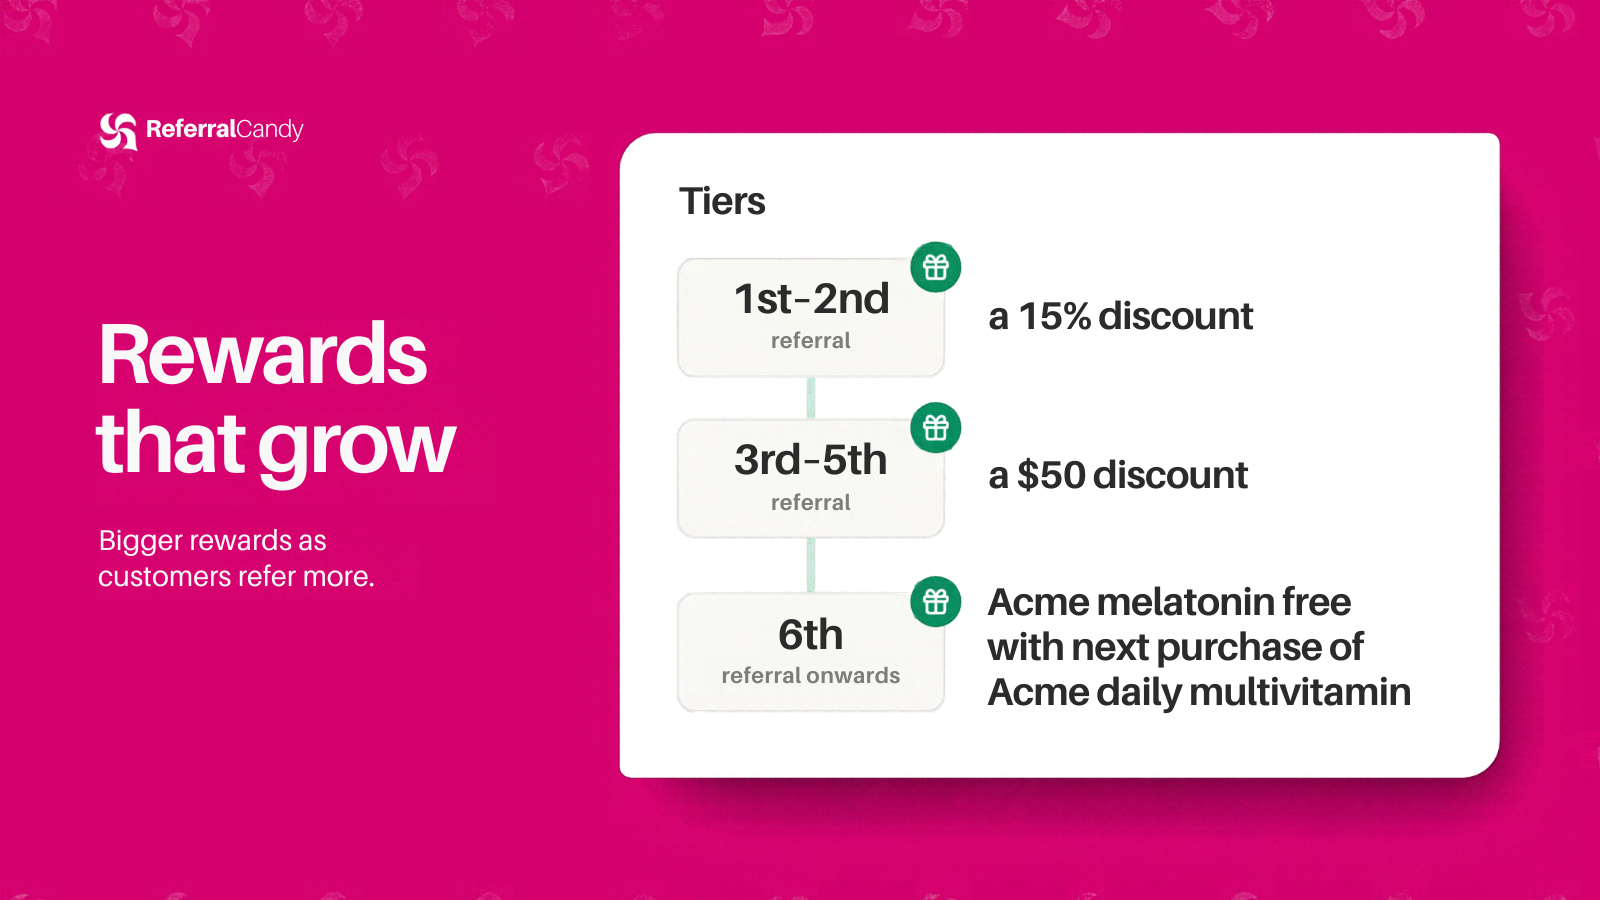 ReferralCandy
Rewards
that grow
Bigger rewards as
customers refer more.
Tiers
1st–2nd
referral
a 15% discount
3rd–5th
referral
a $50 discount
6th
referral onwards
Acme melatonin free
with next purchase of
Acme daily multivitamin